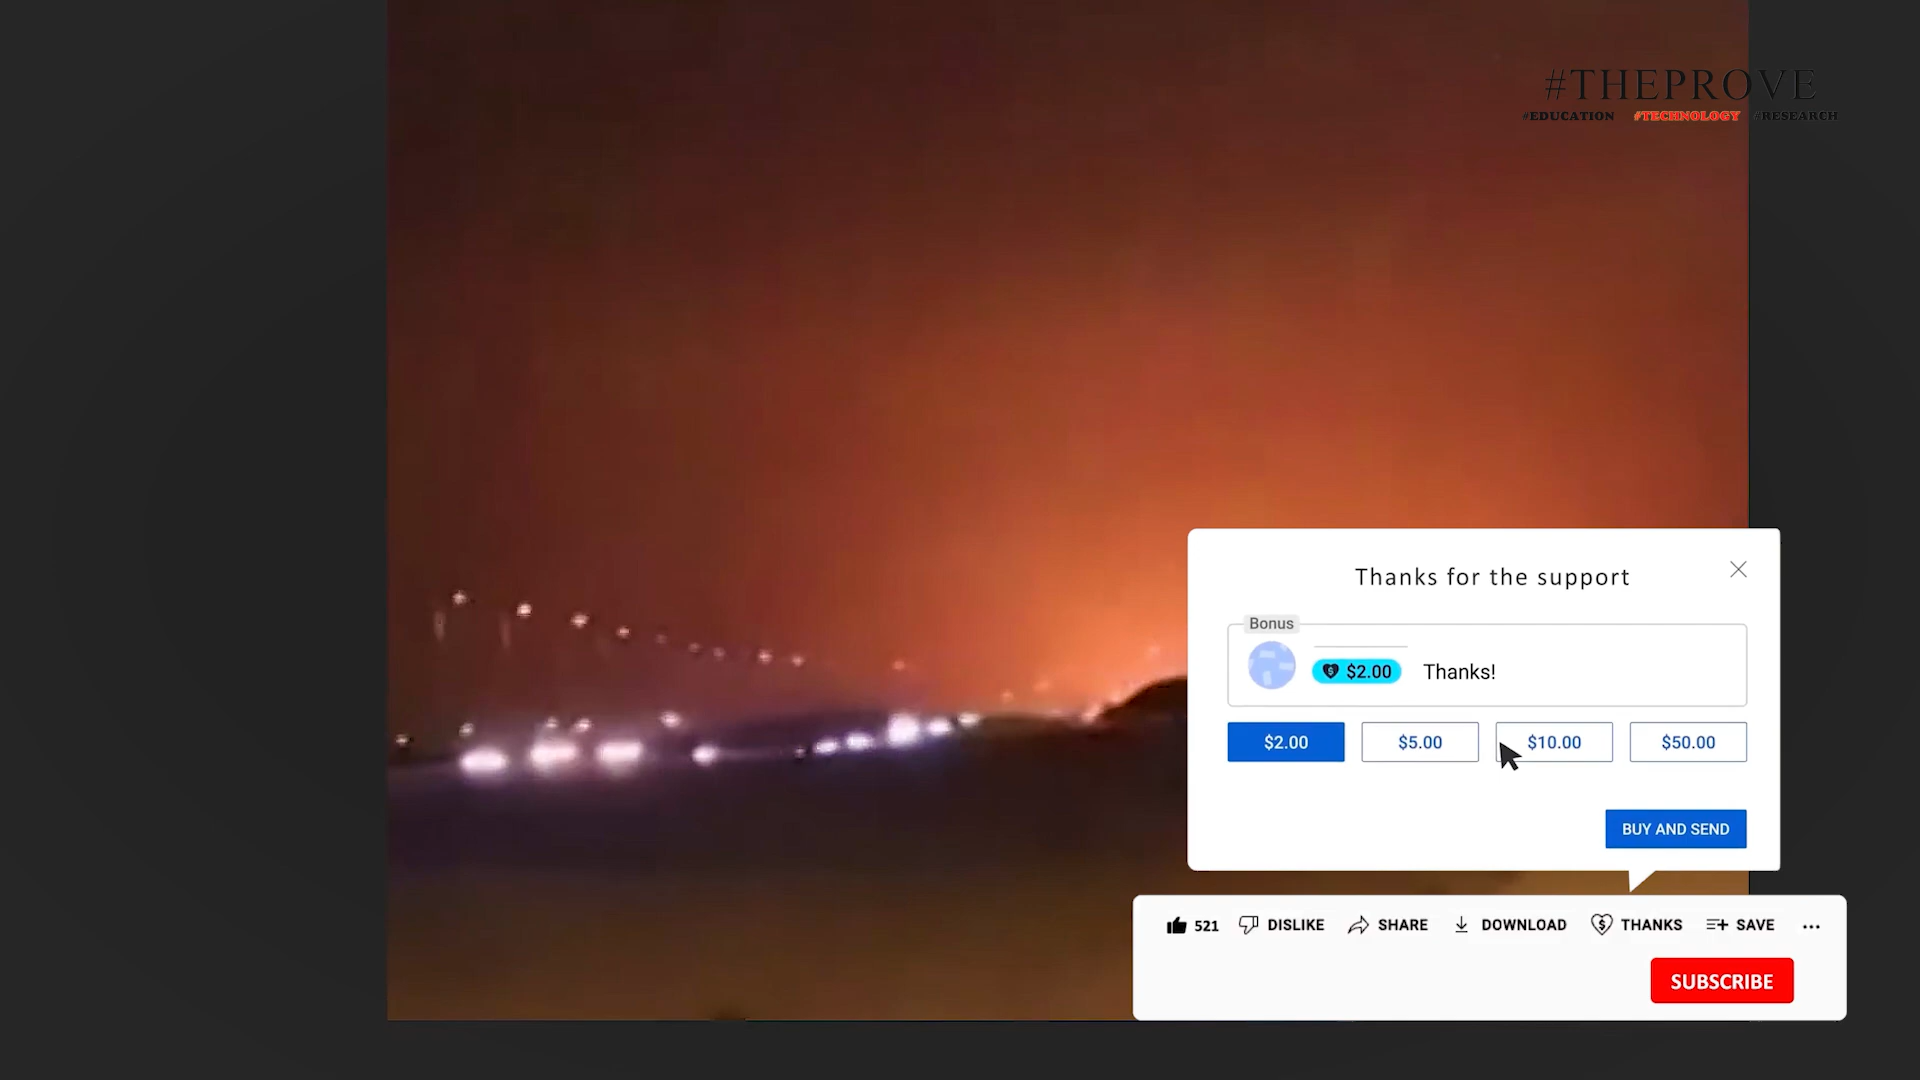 #THEPROVE
#EDUCATION #TECHNOLOGY #RESEARCH
Thanks for the support
Bonus
$2.00 Thanks!
$2.00 $5.00 $10.00 $50.00
BUY AND SEND
521 DISLIKE SHARE DOWNLOAD THANKS SAVE ...
SUBSCRIBE